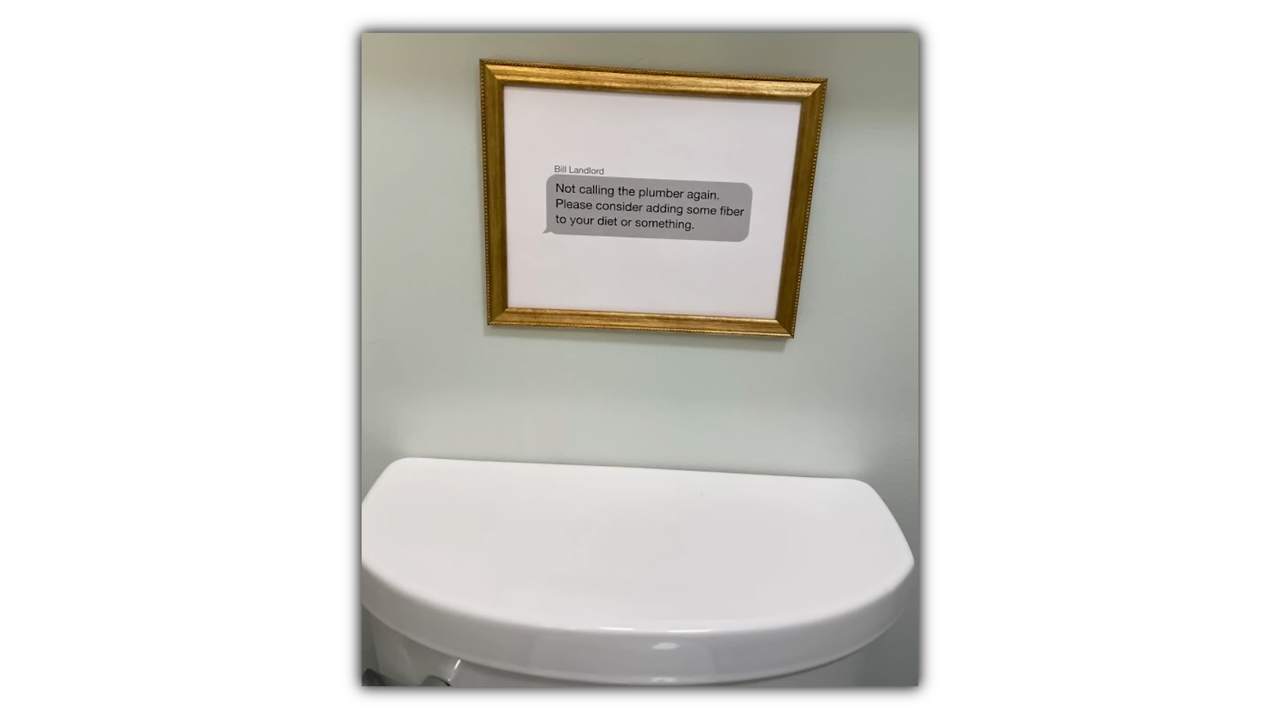 Bill Landlord
Not calling the plumber again.
Please consider adding some fiber
to your diet or something.